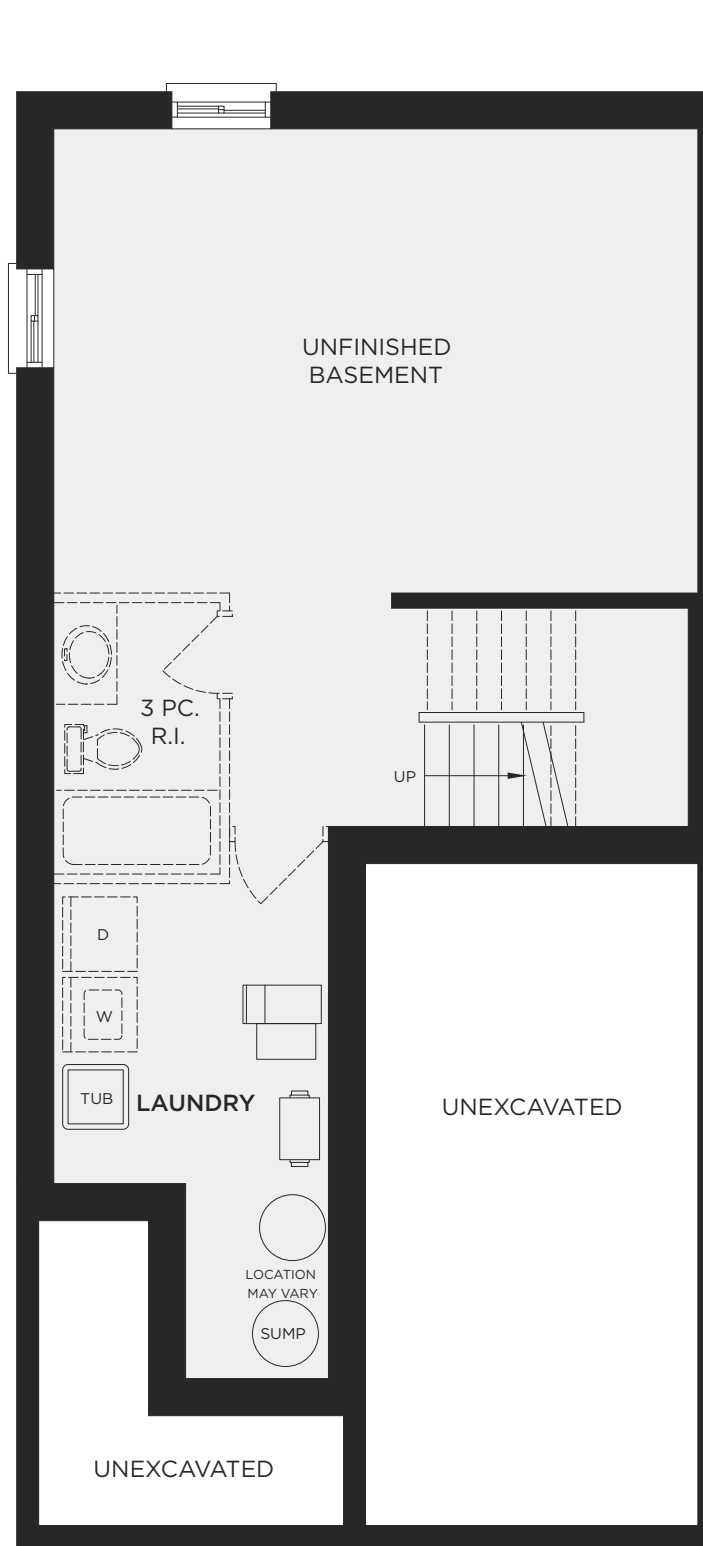 UNFINISHED
BASEMENT
3 PC.
R.I.
UP
D
W
TUB
LAUNDRY
UNEXCAVATED
LOCATION
MAY VARY
SUMP
UNEXCAVATED